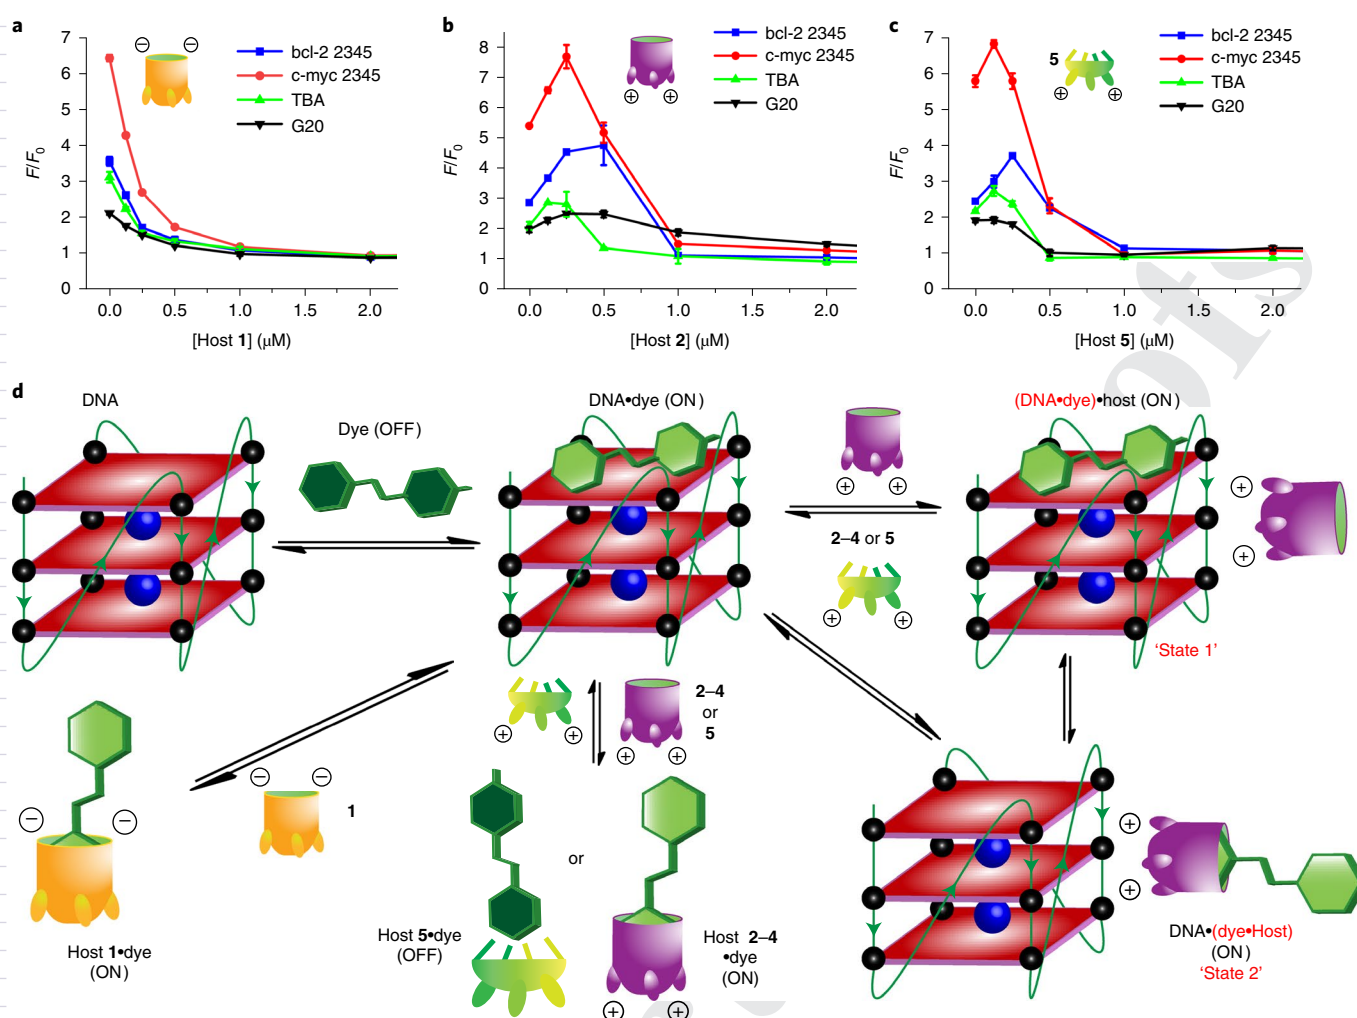 a
7
6
5
4
3
2
1
0
F/F0
0.0 0.5 1.0 1.5 2.0
[Host 1] (μM)
bcl-2 2345
c-myc 2345
TBA
G20
− −
b
8
7
6
5
4
3
2
1
0
F/F0
0.0 0.5 1.0 1.5 2.0
[Host 2] (μM)
bcl-2 2345
c-myc 2345
TBA
G20
+ +
c
7
6
5
4
3
2
1
0
F/F0
0.0 0.5 1.0 1.5 2.0
[Host 5] (μM)
5
bcl-2 2345
c-myc 2345
TBA
G20
+ +
ofs
d
DNA
Dye (OFF)
DNA•dye (ON)
(DNA•dye)•host (ON)
+ +
2–4 or 5
+ +
+
+
'State 1'
− −
1
− −
Host 1•dye
(ON)
+ +
2–4
or
5
+ +
or
Host 5•dye
(OFF)
Host 2–4
•dye
(ON)
+ +
+
+
DNA•(dye•Host)
(ON)
'State 2'